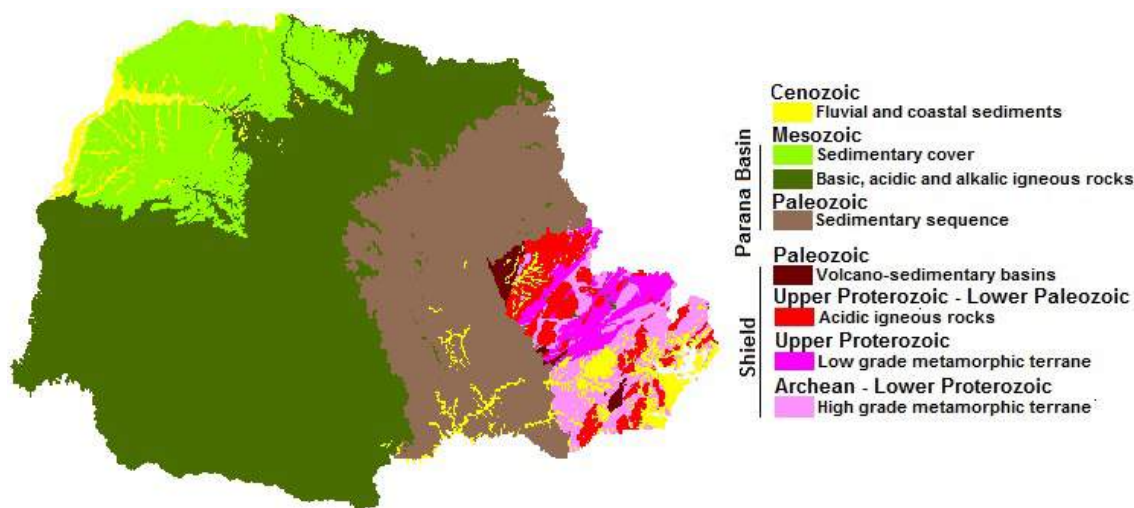 Cenozoic
Fluvial and coastal sediments
Mesozoic
Sedimentary cover
Basic, acidic and alkalic igneous rocks
Paleozoic
Sedimentary sequence
Parana Basin
Paleozoic
Volcano-sedimentary basins
Upper Proterozoic - Lower Paleozoic
Acidic igneous rocks
Upper Proterozoic
Low grade metamorphic terrane
Archean - Lower Proterozoic
High grade metamorphic terrane
Shield